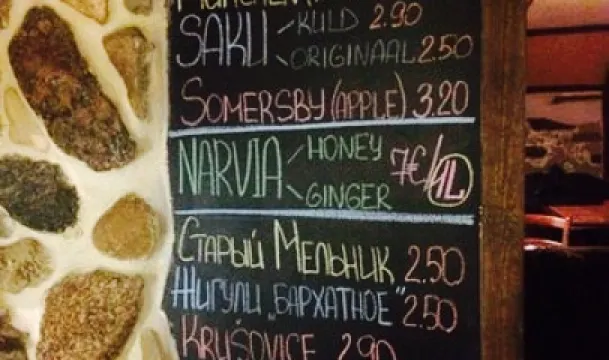 SAKU KULD 2.90
ORIGINAAL 2.50
SOMERSBY (APPLE) 3.20
NARVIA HONEY
GINGER 7€/1L
СТАРЫЙ МЕЛЬНИК 2.50
ЖИГУЛИ „БАРХАТНОЕ" 2.50
KRUŠOVICE 2.90